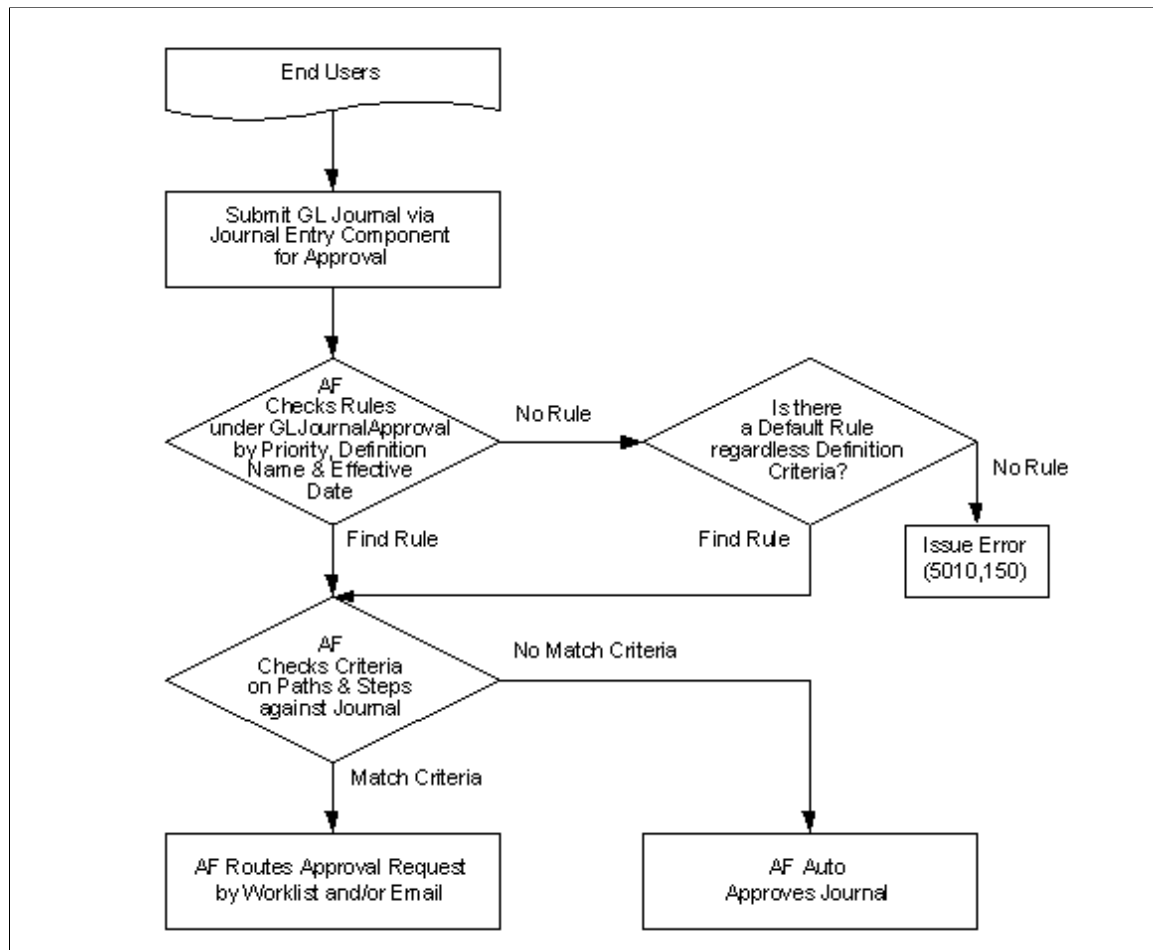 End Users
Submit GL Journal via
Journal Entry Component
for Approval
AF
Checks Rules
under GLJournalApproval
by Priority, Definition
Name & Effective
Date
No Rule
Is there
a Default Rule
regardless Definition
Criteria?
No Rule
Find Rule
Find Rule
Issue Error
(5010,150)
AF
Checks Criteria
on Paths & Steps
against Journal
No Match Criteria
Match Criteria
AF Routes Approval Request
by Worklist and/or Email
AF Auto
Approves Journal